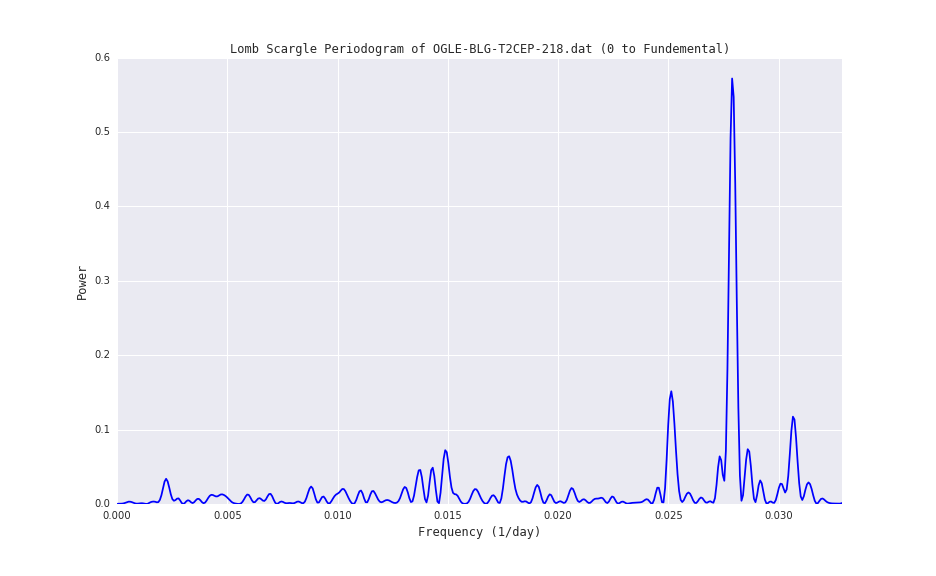 Lomb Scargle Periodogram of OGLE-BLG-T2CEP-218.dat (0 to Fundemental)
0.6
0.5
0.4
0.3
0.2
0.1
0.0
Power
0.000 0.005 0.010 0.015 0.020 0.025 0.030
Frequency (1/day)